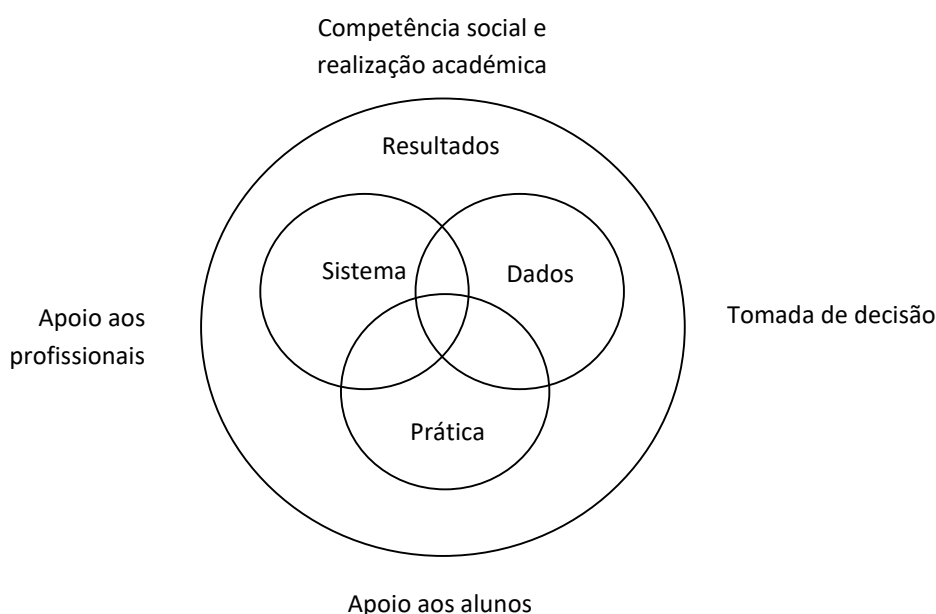 Competência social e
realização académica
Resultados
Sistema
Dados
Apoio aos
profissionais
Tomada de decisão
Prática
Apoio aos alunos